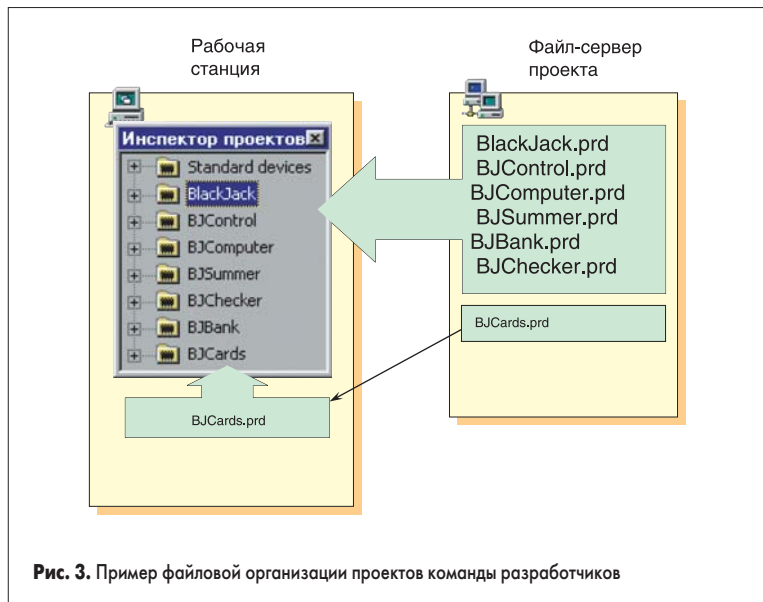 Рабочая
станция
Файл-сервер
проекта
Инспектор проектов
Standard devices
BlackJack
BJControl
BJComputer
BJSummer
BJChecker
BJBank
BJCards
BJCards.prd
BlackJack.prd
BJControl.prd
BJComputer.prd
BJSummer.prd
BJBank.prd
BJChecker.prd
BJCards.prd
Рис. 3. Пример файловой организации проектов команды разработчиков